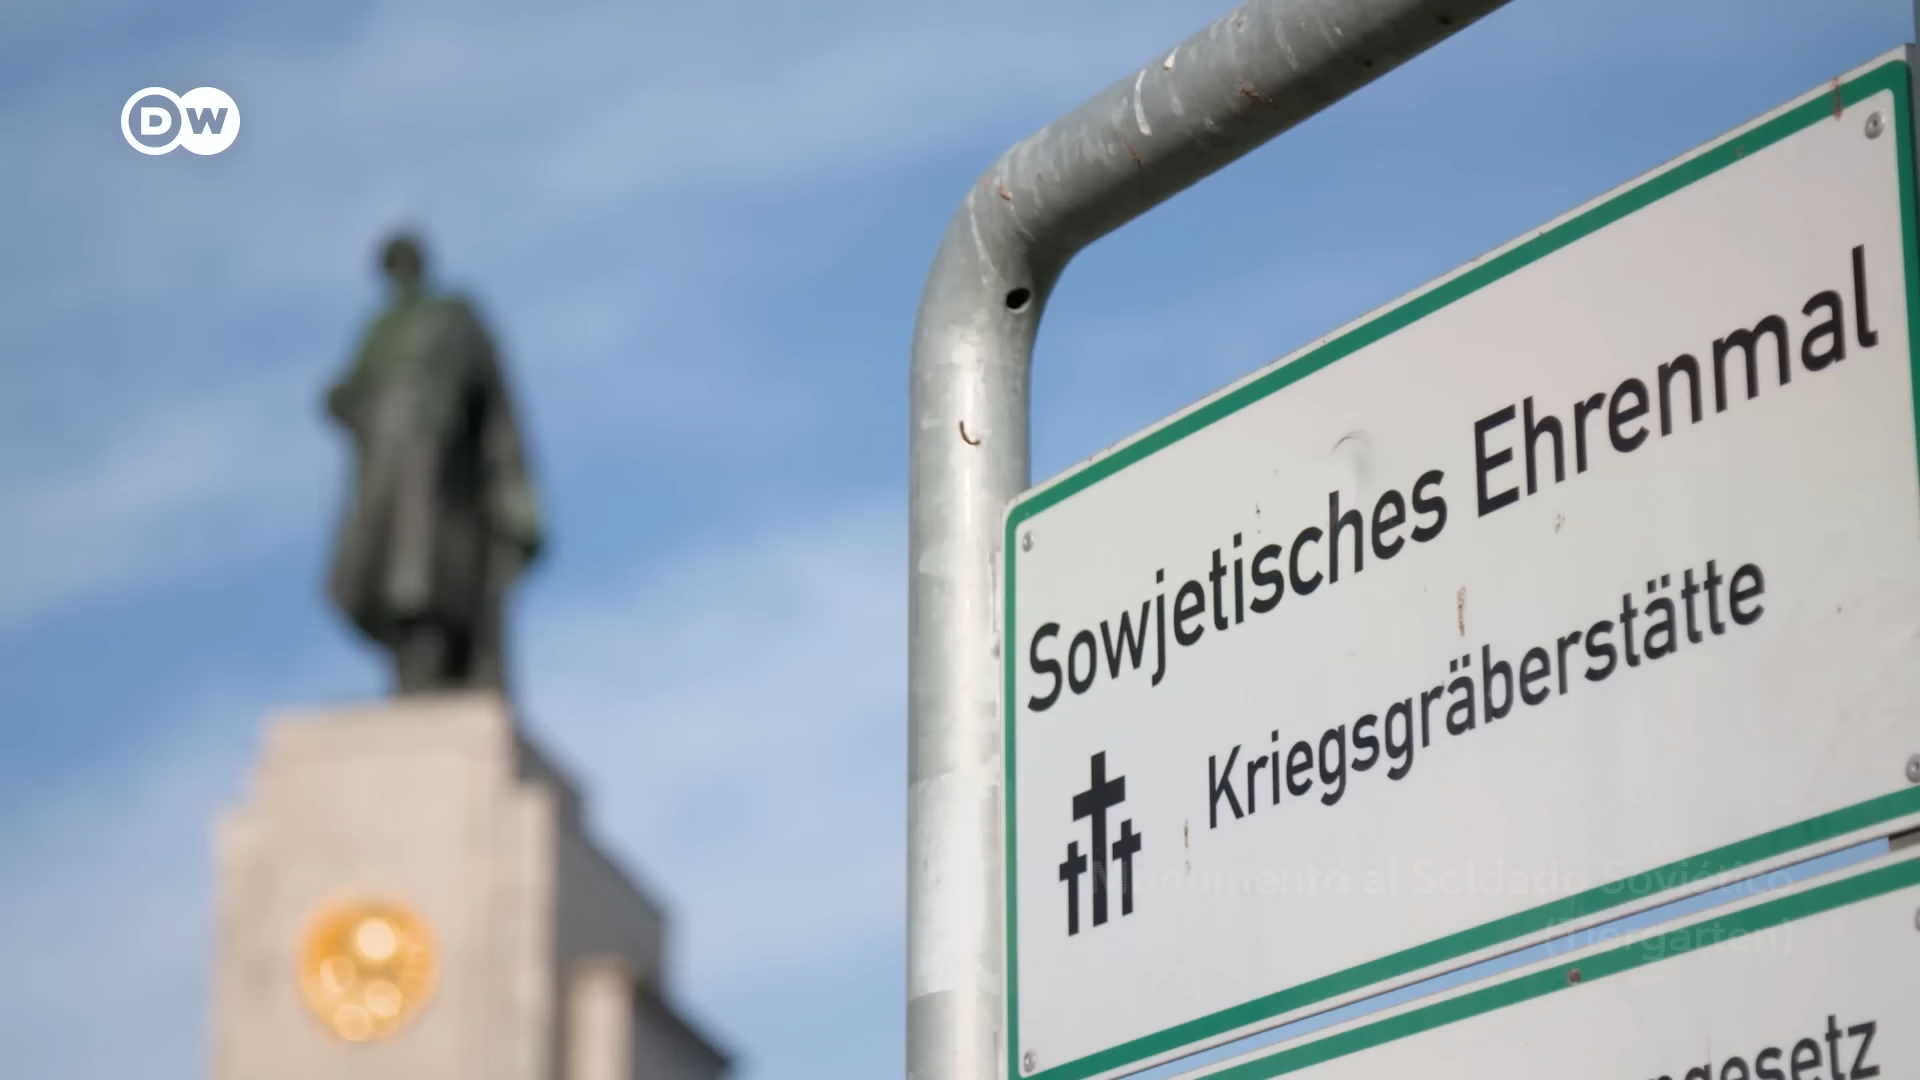 DW
Sowjetisches Ehrenmal
Kriegsgräberstätte
Monumento al Soldado Soviético
(Tiergarten)